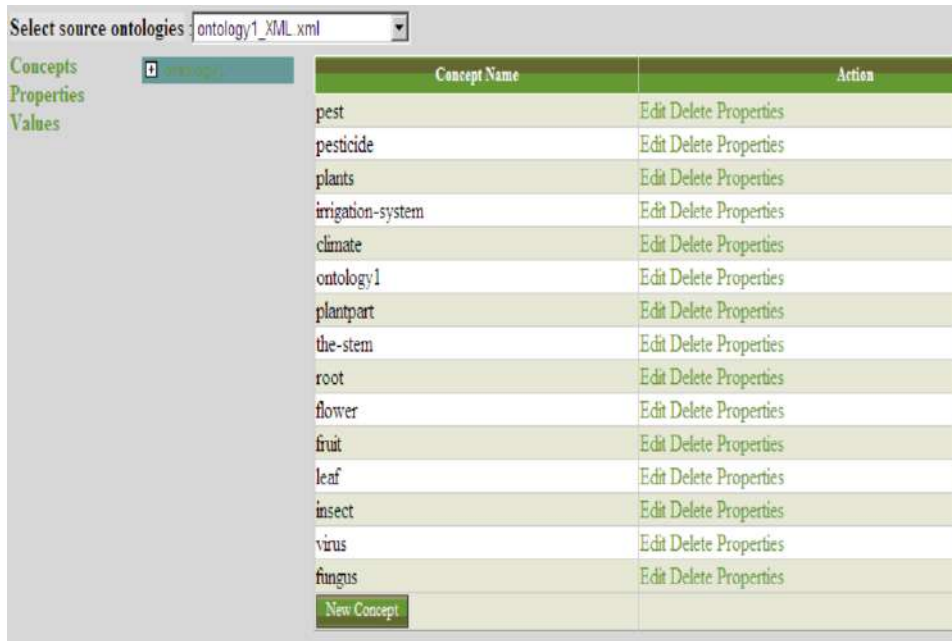 Select source ontologies : ontology1_XML.xml
Concepts
Properties
Values
Concept Name Action
pest Edit Delete Properties
pesticide Edit Delete Properties
plants Edit Delete Properties
irrigation-system Edit Delete Properties
climate Edit Delete Properties
ontology1 Edit Delete Properties
plantpart Edit Delete Properties
the-stem Edit Delete Properties
root Edit Delete Properties
flower Edit Delete Properties
fruit Edit Delete Properties
leaf Edit Delete Properties
insect Edit Delete Properties
virus Edit Delete Properties
fungus Edit Delete Properties
New Concept